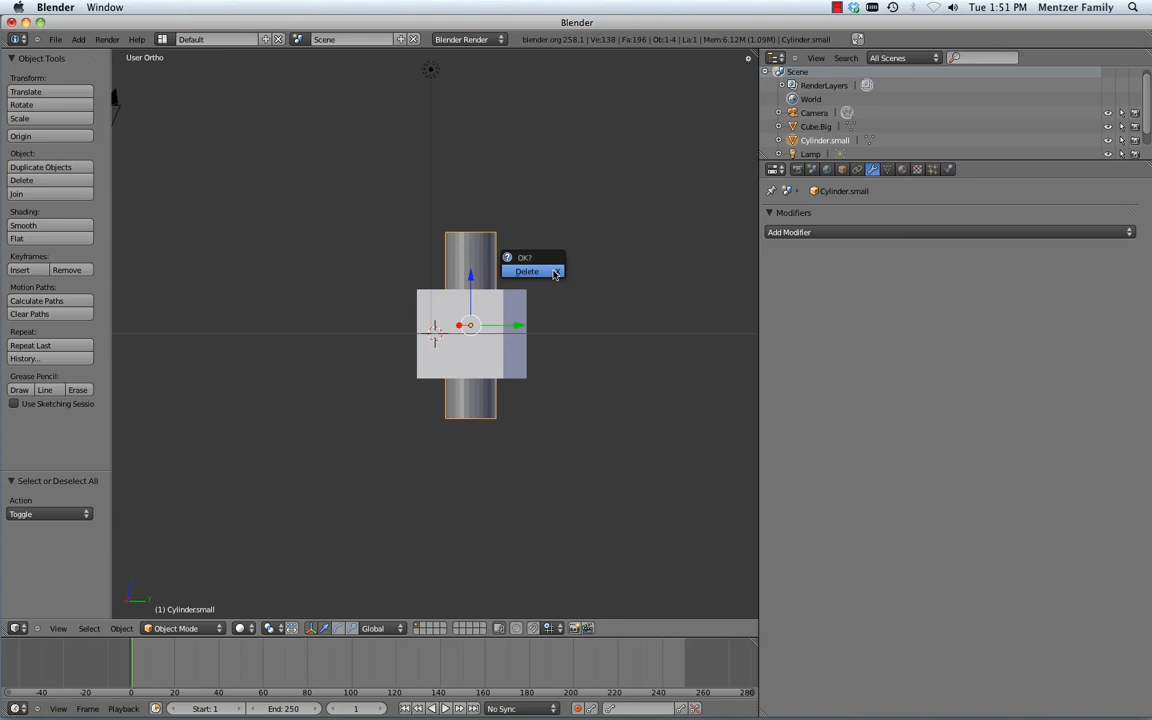 Blender Window Tue 1:51 PM Mentzer Family
Blender
File Add Render Help Default Scene Blender Render blender.org 258.1 | Ve:138 | Fa:196 | Ob:1-4 | La:1 | Mem:6.12M (1.09M) | Cylinder.small
View Search All Scenes
Object Tools
Transform:
Translate
Rotate
Scale
Origin
Object:
Duplicate Objects
Delete
Join
Shading:
Smooth
Flat
Keyframes:
Insert Remove
Motion Paths:
Calculate Paths
Clear Paths
Repeat:
Repeat Last
History...
Grease Pencil:
Draw Line Erase
Use Sketching Sessio
Select or Deselect All
Action
Toggle
User Ortho
OK?
Delete
y
(1) Cylinder.small
Scene
RenderLayers
World
Camera
Cube.Big
Cylinder.small
Lamp
Cylinder.small
Modifiers
Add Modifier
View Select Object Object Mode Global
-40 -20 0 20 40 60 80 100 120 140 160 180 200 220 240 260 280
View Frame Playback Start: 1 End: 250 1 No Sync